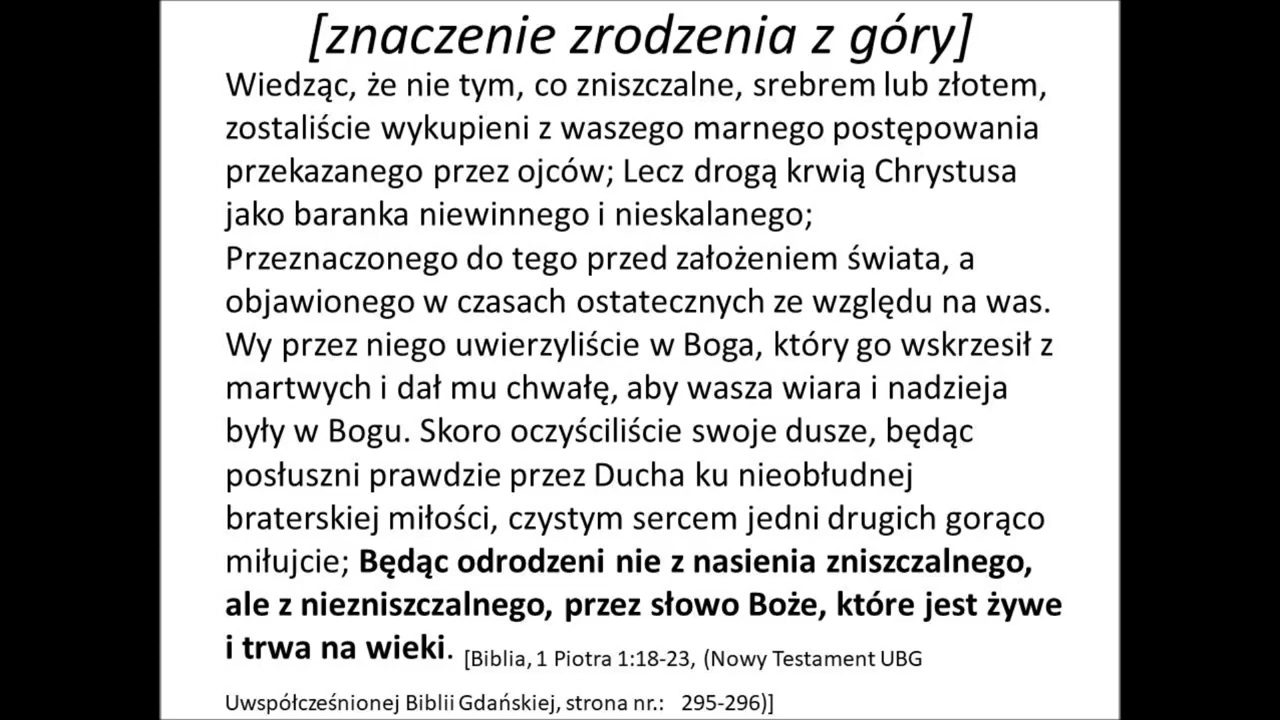 [znaczenie zrodzenia z góry]
Wiedząc, że nie tym, co zniszczalne, srebrem lub złotem,
zostaliście wykupieni z waszego marnego postępowania
przekazanego przez ojców; Lecz drogą krwią Chrystusa
jako baranka niewinnego i nieskalanego;
Przeznaczonego do tego przed założeniem świata, a
objawionego w czasach ostatecznych ze względu na was.
Wy przez niego uwierzyliście w Boga, który go wskrzesił z
martwych i dał mu chwałę, aby wasza wiara i nadzieja
były w Bogu. Skoro oczyściliście swoje dusze, będąc
posłuszni prawdzie przez Ducha ku nieobłudnej
braterskiej miłości, czystym sercem jedni drugich gorąco
miłujcie; Będąc odrodzeni nie z nasienia zniszczalnego,
ale z niezniszczalnego, przez słowo Boże, które jest żywe
i trwa na wieki. [Biblia, 1 Piotra 1:18-23, (Nowy Testament UBG
Uwspółcześnionej Biblii Gdańskiej, strona nr.: 295-296)]